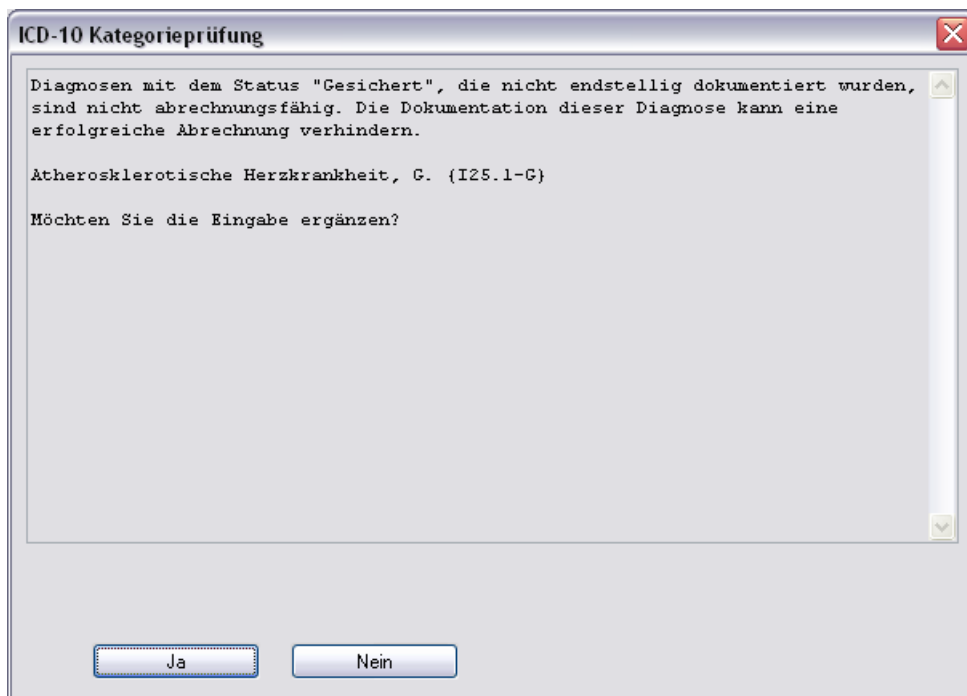 ICD-10 Kategorieprüfung
Diagnosen mit dem Status "Gesichert", die nicht endstellig dokumentiert wurden,
sind nicht abrechnungsfähig. Die Dokumentation dieser Diagnose kann eine
erfolgreiche Abrechnung verhindern.
Atherosklerotische Herzkrankheit, G. {I25.1-G}
Möchten Sie die Eingabe ergänzen?
Ja
Nein